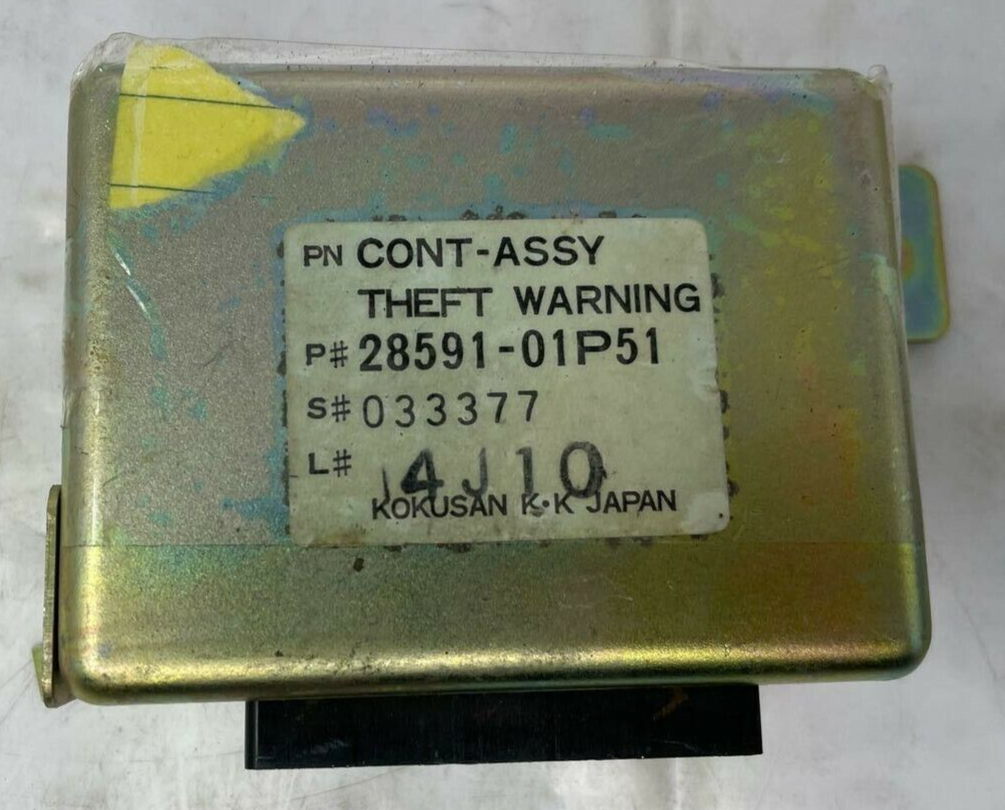 PN CONT-ASSY
THEFT WARNING
P# 28591-01P51
S# 033377
L# 4J10
KOKUSAN K・K JAPAN